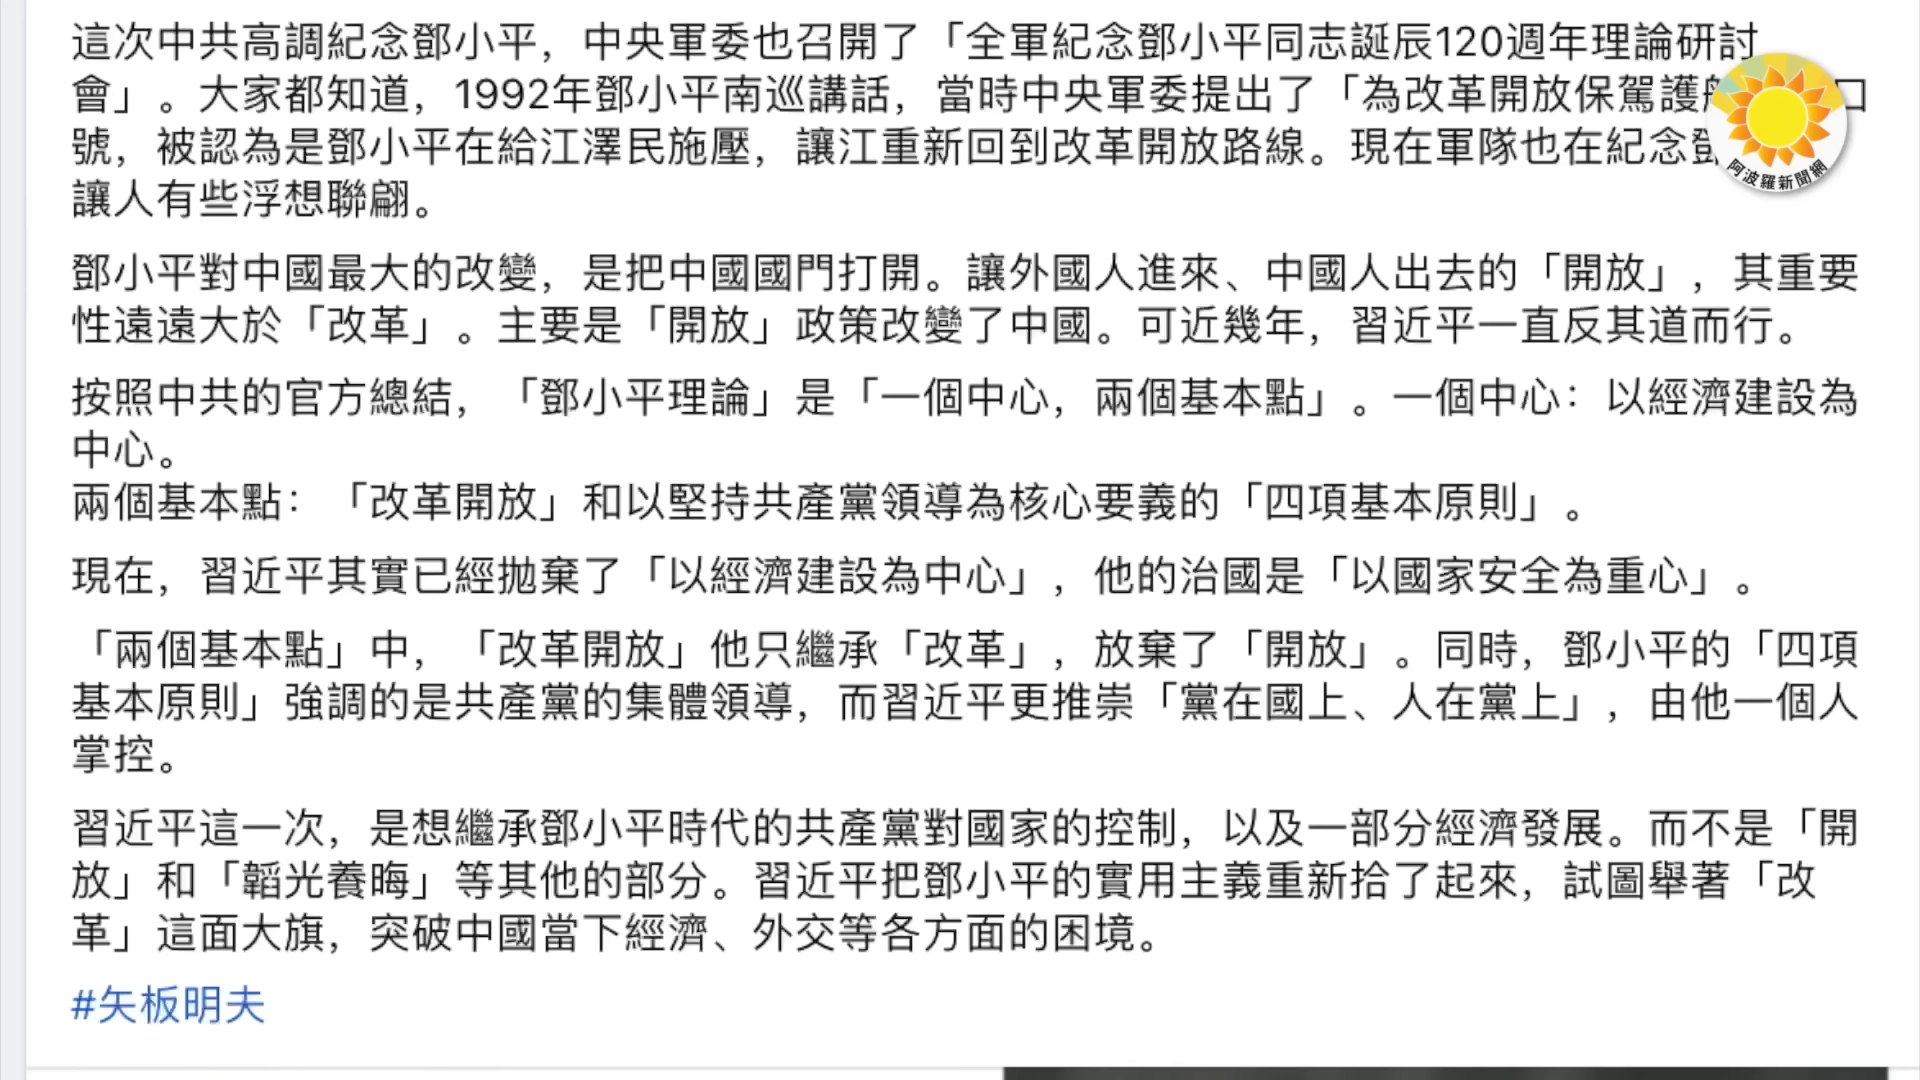 這次中共高調紀念鄧小平，中央軍委也召開了「全軍紀念鄧小平同志誕辰120週年理論研討
會」。大家都知道，1992年鄧小平南巡講話，當時中央軍委提出了「為改革開放保駕護 口
號，被認為是鄧小平在給江澤民施壓，讓江重新回到改革開放路線。現在軍隊也在紀念
讓人有些浮想聯翩。
鄧小平對中國最大的改變，是把中國國門打開。讓外國人進來、中國人出去的「開放」，其重要
性遠遠大於「改革」。主要是「開放」政策改變了中國。可近幾年，習近平一直反其道而行。
按照中共的官方總結，「鄧小平理論」是「一個中心，兩個基本點」。一個中心：以經濟建設為
中心。
兩個基本點：「改革開放」和以堅持共產黨領導為核心要義的「四項基本原則」。
現在，習近平其實已經拋棄了「以經濟建設為中心」，他的治國是「以國家安全為重心」。
「兩個基本點」中，「改革開放」他只繼承「改革」，放棄了「開放」。同時，鄧小平的「四項
基本原則」強調的是共產黨的集體領導，而習近平更推崇「黨在國上、人在黨上」，由他一個人
掌控。
習近平這一次，是想繼承鄧小平時代的共產黨對國家的控制，以及一部分經濟發展。而不是「開
放」和「韜光養晦」等其他的部分。習近平把鄧小平的實用主義重新拾了起來，試圖舉著「改
革」這面大旗，突破中國當下經濟、外交等各方面的困境。
#矢板明夫
阿波羅新聞網